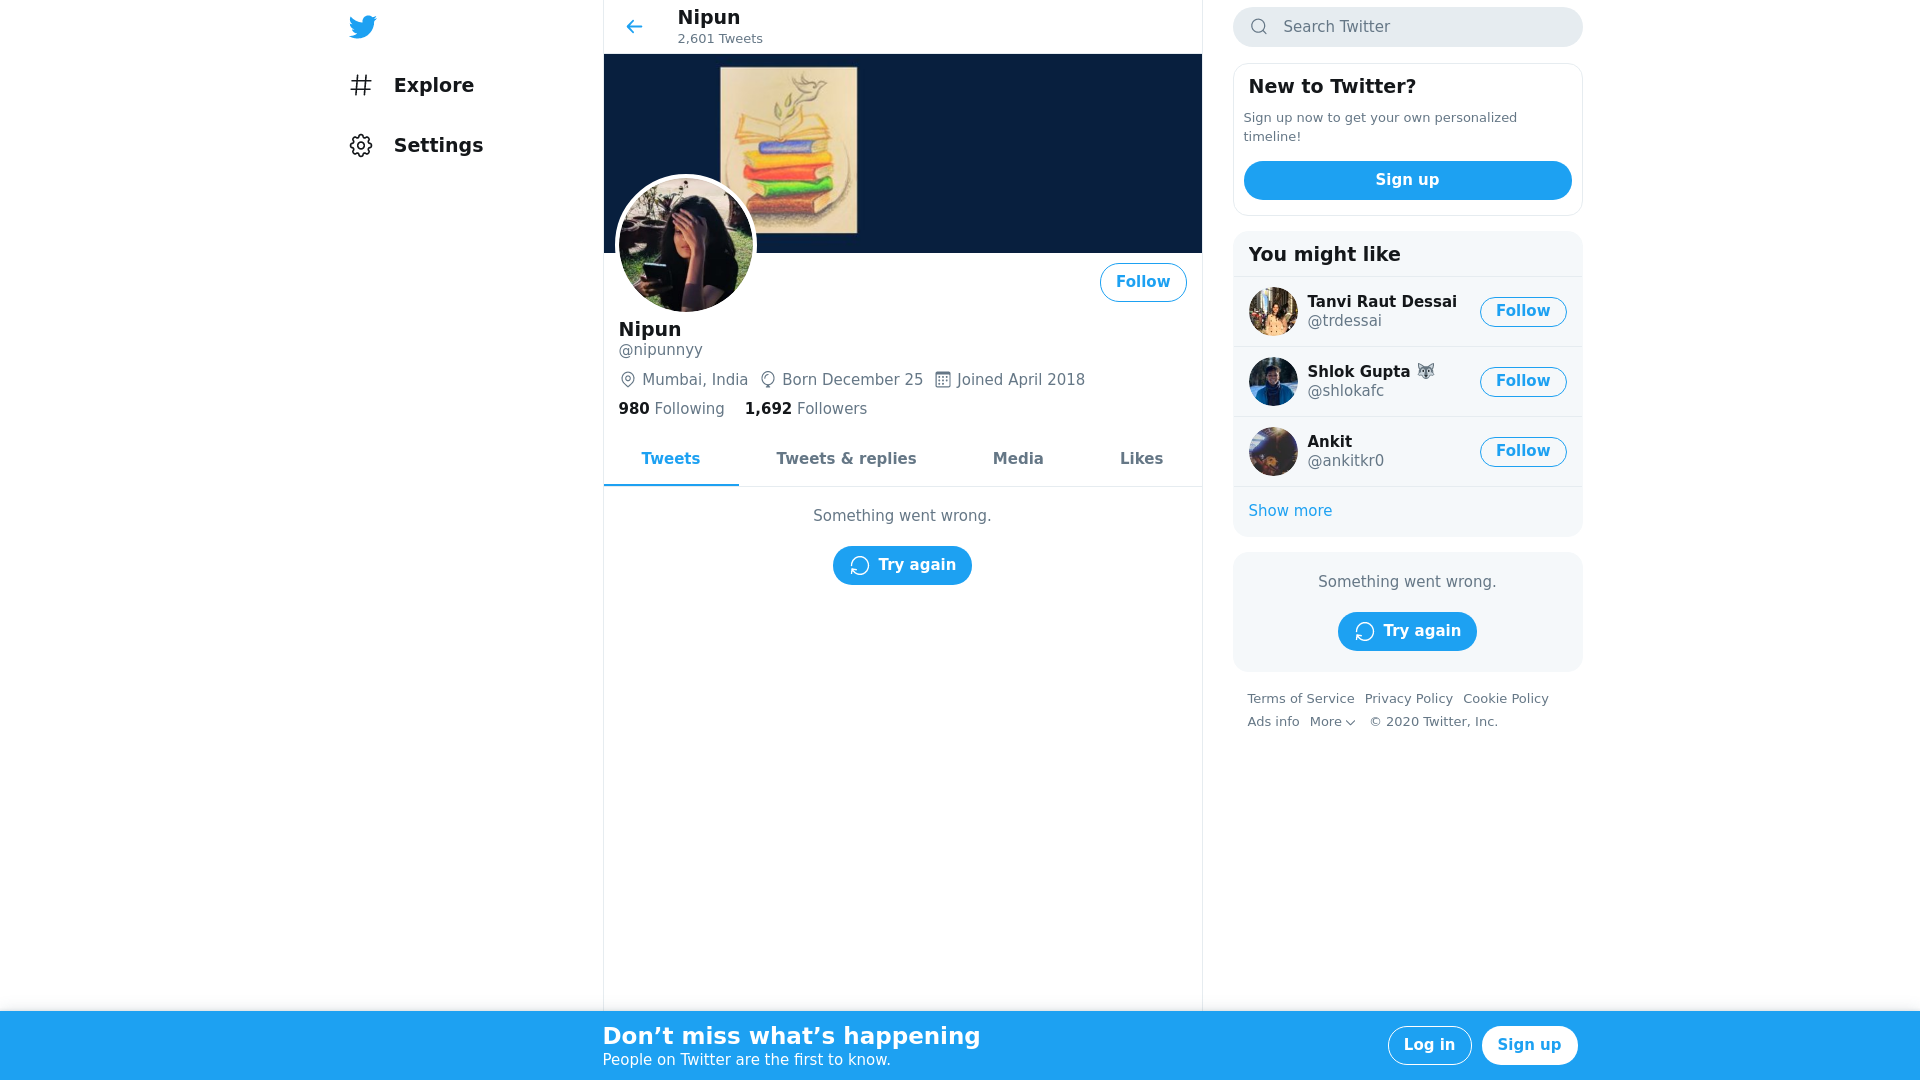 Explore
Settings
Nipun
2,601 Tweets
Follow
Nipun
@nipunnyy
Mumbai, India Born December 25 Joined April 2018
980 Following 1,692 Followers
Tweets Tweets & replies Media Likes
Something went wrong.
Try again
Search Twitter
New to Twitter?
Sign up now to get your own personalized
timeline!
Sign up
You might like
Tanvi Raut Dessai
@trdessai
Follow
Shlok Gupta 🐺
@shlokafc
Follow
Ankit
@ankitkr0
Follow
Show more
Something went wrong.
Try again
Terms of Service Privacy Policy Cookie Policy
Ads info More © 2020 Twitter, Inc.
Don’t miss what’s happening
People on Twitter are the first to know.
Log in Sign up